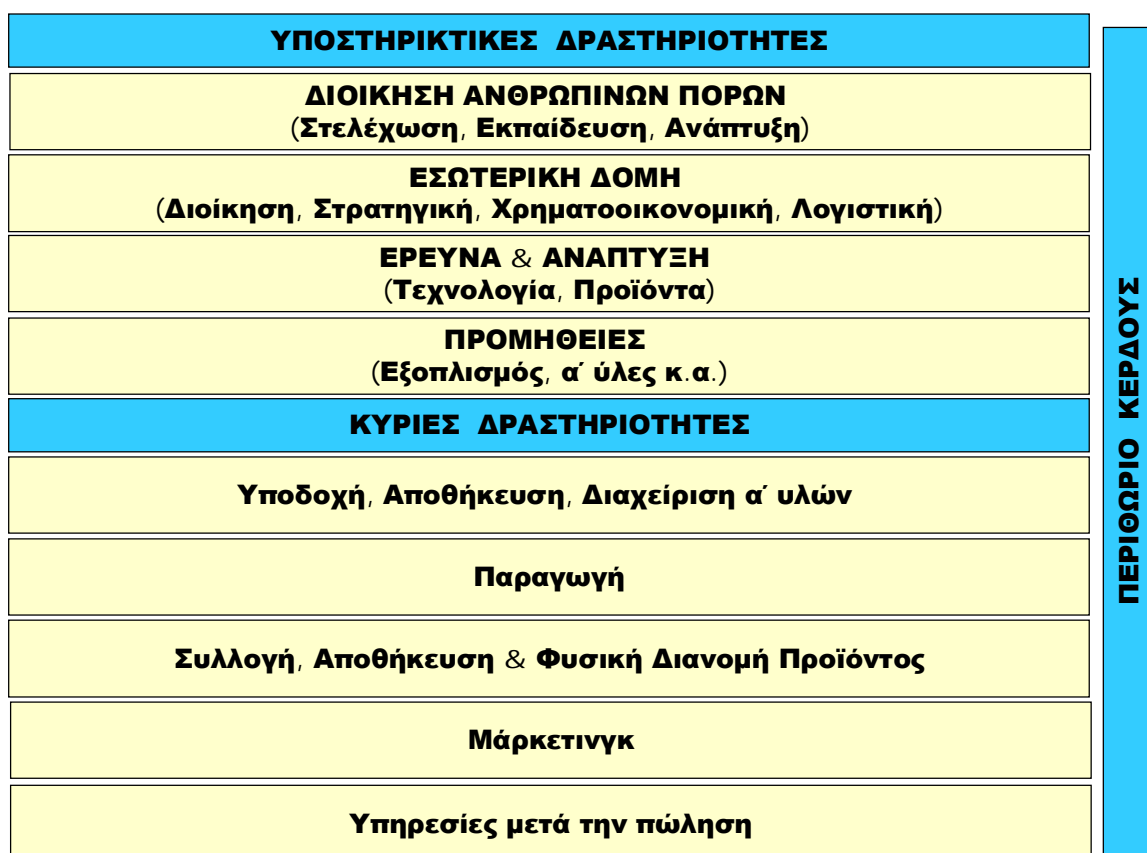 ΥΠΟΣΤΗΡΙΚΤΙΚΕΣ ΔΡΑΣΤΗΡΙΟΤΗΤΕΣ
ΔΙΟΙΚΗΣΗ ΑΝΘΡΩΠΙΝΩΝ ΠΟΡΩΝ
(Στελέχωση, Εκπαίδευση, Ανάπτυξη)
ΕΣΩΤΕΡΙΚΗ ΔΟΜΗ
(Διοίκηση, Στρατηγική, Χρηματοοικονομική, Λογιστική)
ΕΡΕΥΝΑ & ΑΝΑΠΤΥΞΗ
(Τεχνολογία, Προϊόντα)
ΠΡΟΜΗΘΕΙΕΣ
(Εξοπλισμός, α΄ ύλες κ.α.)
ΚΥΡΙΕΣ ΔΡΑΣΤΗΡΙΟΤΗΤΕΣ
Υποδοχή, Αποθήκευση, Διαχείριση α΄ υλών
Παραγωγή
Συλλογή, Αποθήκευση & Φυσική Διανομή Προϊόντος
Μάρκετινγκ
Υπηρεσίες μετά την πώληση
ΠΕΡΙΘΩΡΙΟ ΚΕΡΔΟΥΣ